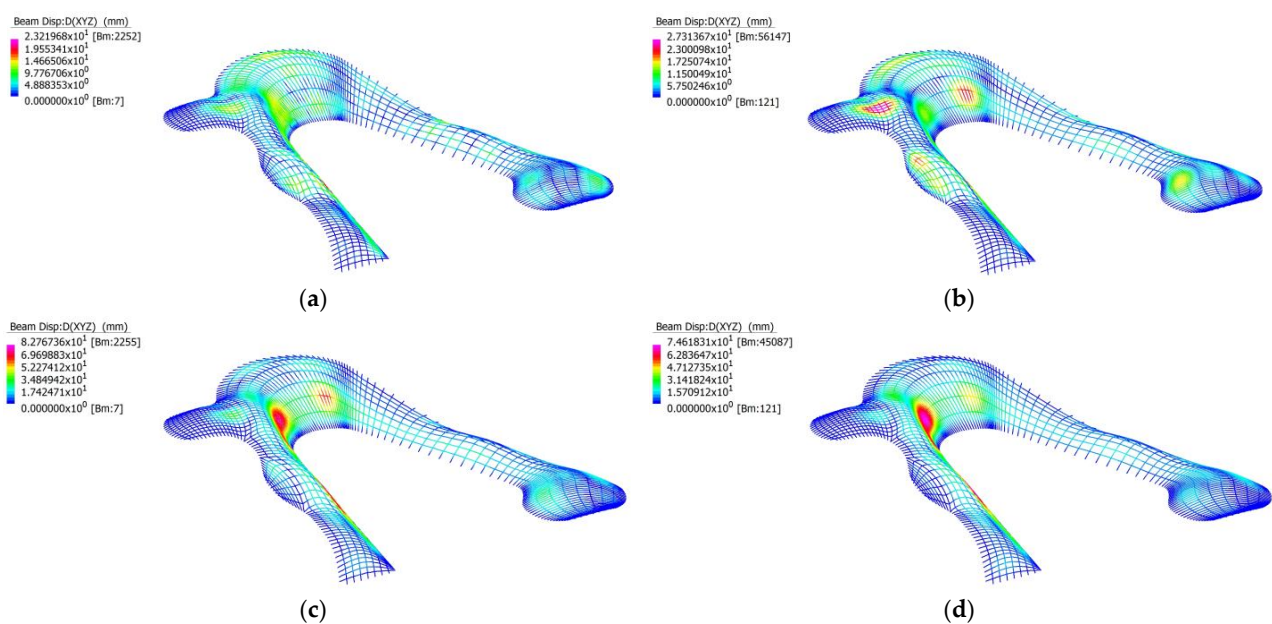 Beam Disp:D(XYZ) (mm)
2.321968x10¹ [Bm:2252]
1.955341x10¹
1.466506x10¹
9.776706x10⁰
4.888353x10⁰
0.000000x10⁰ [Bm:7]
(a)
Beam Disp:D(XYZ) (mm)
2.731367x10¹ [Bm:56147]
2.300098x10¹
1.725074x10¹
1.150049x10¹
5.750246x10⁰
0.000000x10⁰ [Bm:121]
(b)
Beam Disp:D(XYZ) (mm)
8.276736x10¹ [Bm:2255]
6.969883x10¹
5.227412x10¹
3.484942x10¹
1.742471x10¹
0.000000x10⁰ [Bm:7]
(c)
Beam Disp:D(XYZ) (mm)
7.461831x10¹ [Bm:45087]
6.283647x10¹
4.712735x10¹
3.141824x10¹
1.570912x10¹
0.000000x10⁰ [Bm:121]
(d)